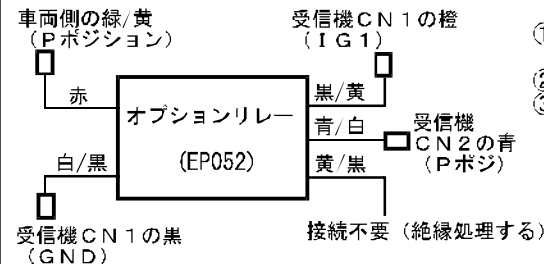 車両側の緑/黄
(Pポジション)
受信機CN1の橙
(IG1)
①
②
③
赤
黒/黄
オプションリレー
(EP052)
青/白
受信機
CN2の青
(Pポジ)
白/黒
黄/黒
受信機CN1の黒
(GND)
接続不要(絶縁処理する)